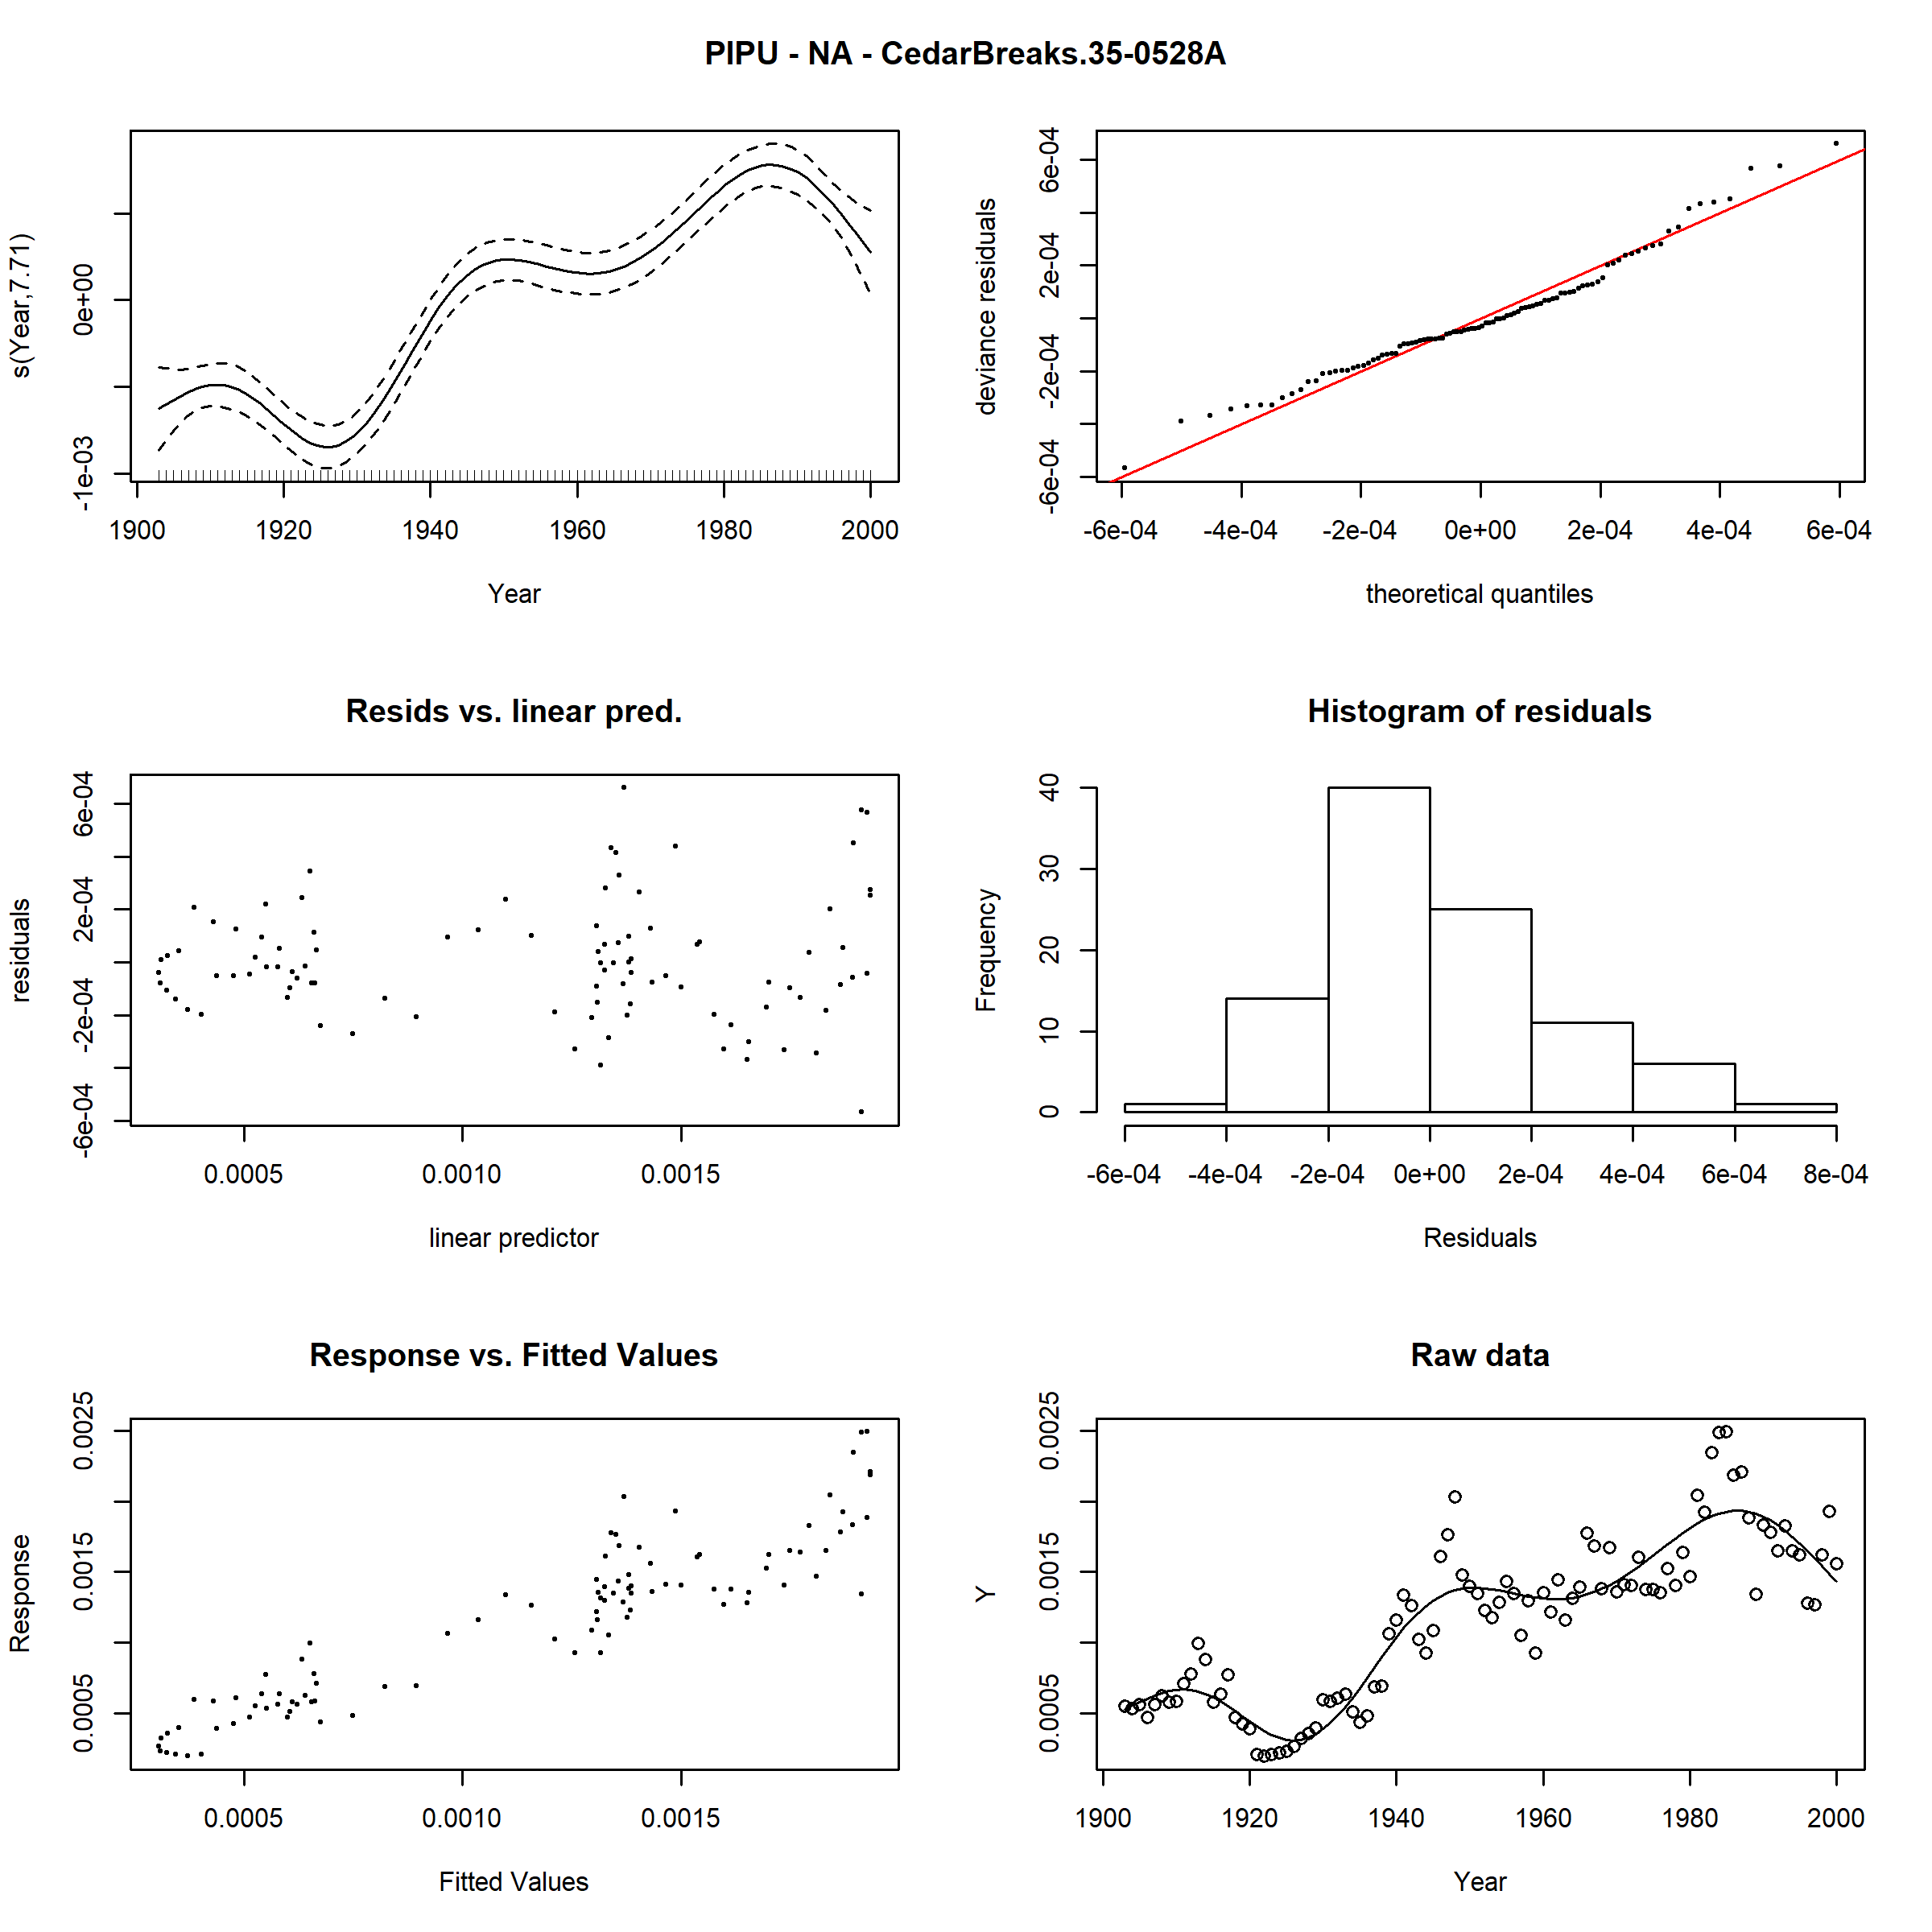 PIPU - NA - CedarBreaks.35-0528A
s(Year,7.71)
-1e-03 0e+00
1900 1920 1940 1960 1980 2000
Year
deviance residuals
-6e-04 -2e-04 2e-04 6e-04
-6e-04 -4e-04 -2e-04 0e+00 2e-04 4e-04 6e-04
theoretical quantiles
Resids vs. linear pred.
residuals
-6e-04 -2e-04 2e-04 6e-04
0.0005 0.0010 0.0015
linear predictor
Histogram of residuals
Frequency
0 10 20 30 40
-6e-04 -4e-04 -2e-04 0e+00 2e-04 4e-04 6e-04 8e-04
Residuals
Response vs. Fitted Values
Response
0.0005 0.0015 0.0025
0.0005 0.0010 0.0015
Fitted Values
Raw data
Y
0.0005 0.0015 0.0025
1900 1920 1940 1960 1980 2000
Year